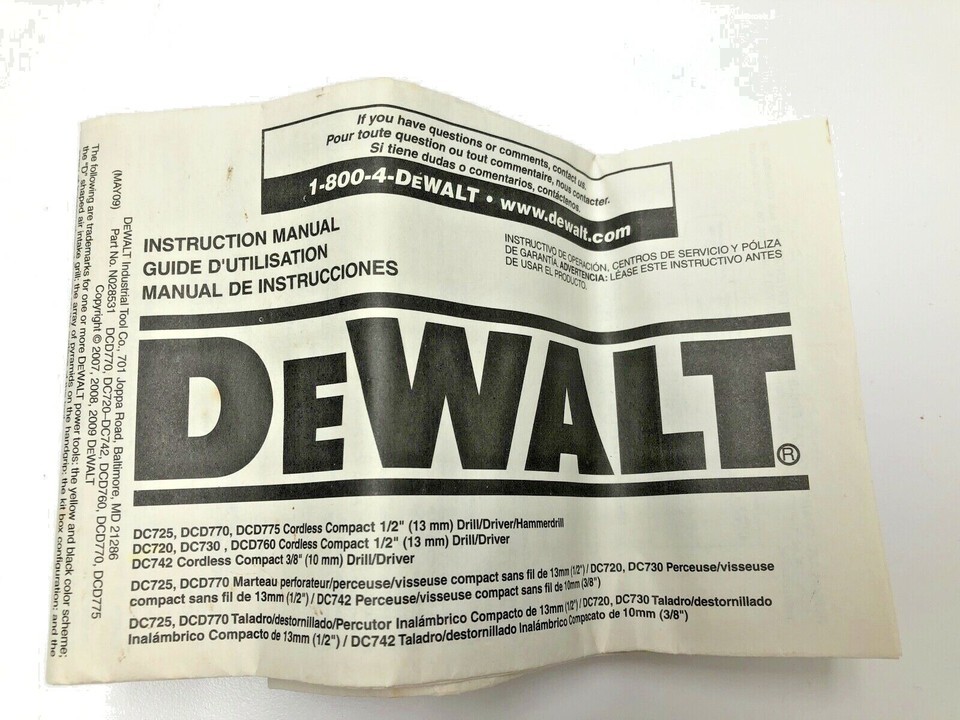 If you have questions or comments, contact us.
Pour toute question ou tout commentaire, nous contacter.
Si tiene dudas o comentarios, contáctenos.
1-800-4-DEWALT • www.dewalt.com
INSTRUCTION MANUAL
GUIDE D'UTILISATION
MANUAL DE INSTRUCCIONES
INSTRUCTIVO DE OPERACIÓN, CENTROS DE SERVICIO Y PÓLIZA
DE GARANTÍA. ADVERTENCIA: LÉASE ESTE INSTRUCTIVO ANTES
DE USAR EL PRODUCTO.
DEWALT®
DC725, DCD770, DCD775 Cordless Compact 1/2" (13 mm) Drill/Driver/Hammerdrill
DC720, DC730 , DCD760 Cordless Compact 1/2" (13 mm) Drill/Driver
DC742 Cordless Compact 3/8" (10 mm) Drill/Driver
DC725, DCD770 Marteau perforateur/perceuse/visseuse compact sans fil de 13mm (1/2") / DC720, DC730 Perceuse/visseuse
compact sans fil de 13mm (1/2") / DC742 Perceuse/visseuse compact sans fil de 10mm (3/8")
DC725, DCD770 Taladro/destornillado/Percutor Inalámbrico Compacto de 13mm (1/2") / DC720, DC730 Taladro/destornillado
Inalámbrico Compacto de 13mm (1/2") / DC742 Taladro/destornillado Inalámbrico Compacato de 10mm (3/8")
DEWALT Industrial Tool Co., 701 Joppa Road, Baltimore, MD 21286
(MAY09) Part No. N028531 DCD770, DC720–DC742, DCD760, DCD770, DCD775
Copyright © 2007, 2008, 2009 DEWALT
The following are trademarks for one or more DEWALT power tools: the yellow and black color scheme;
the "D" shaped air intake grill; the array of pyramids on the handgrip; the kit box configuration; and the